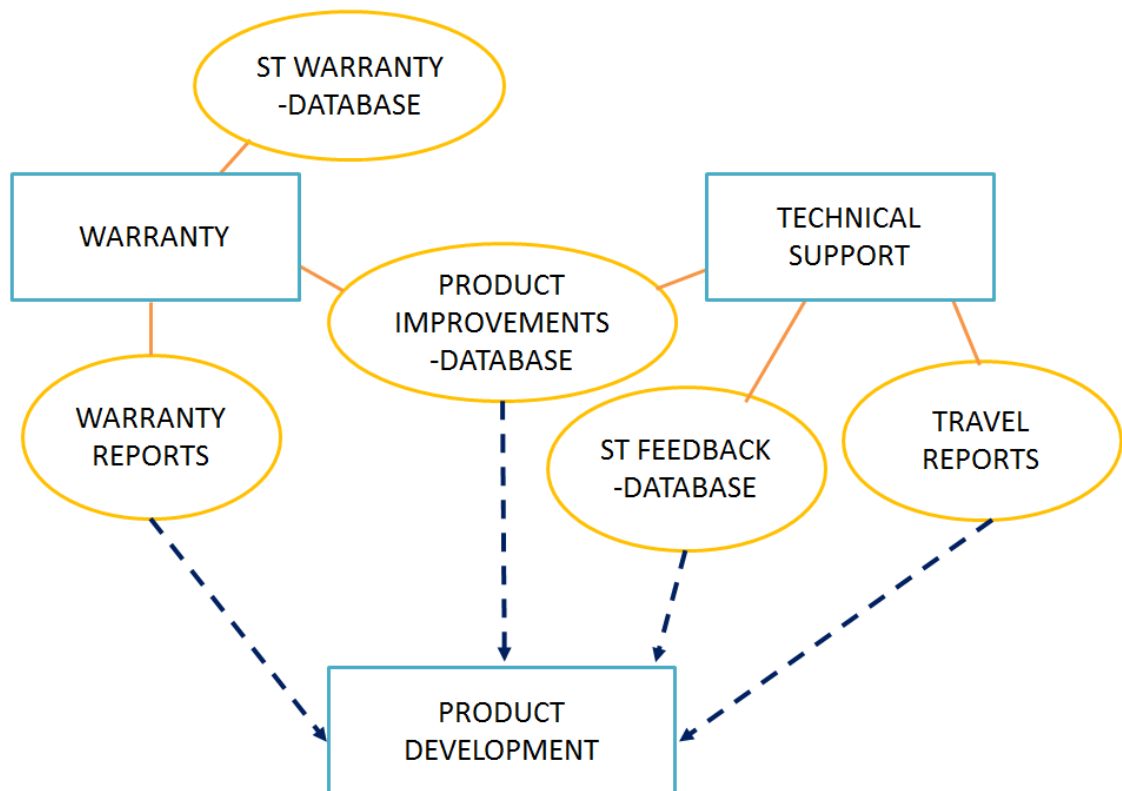 ST WARRANTY
-DATABASE
WARRANTY
TECHNICAL
SUPPORT
PRODUCT
IMPROVEMENTS
-DATABASE
WARRANTY
REPORTS
ST FEEDBACK
-DATABASE
TRAVEL
REPORTS
PRODUCT
DEVELOPMENT